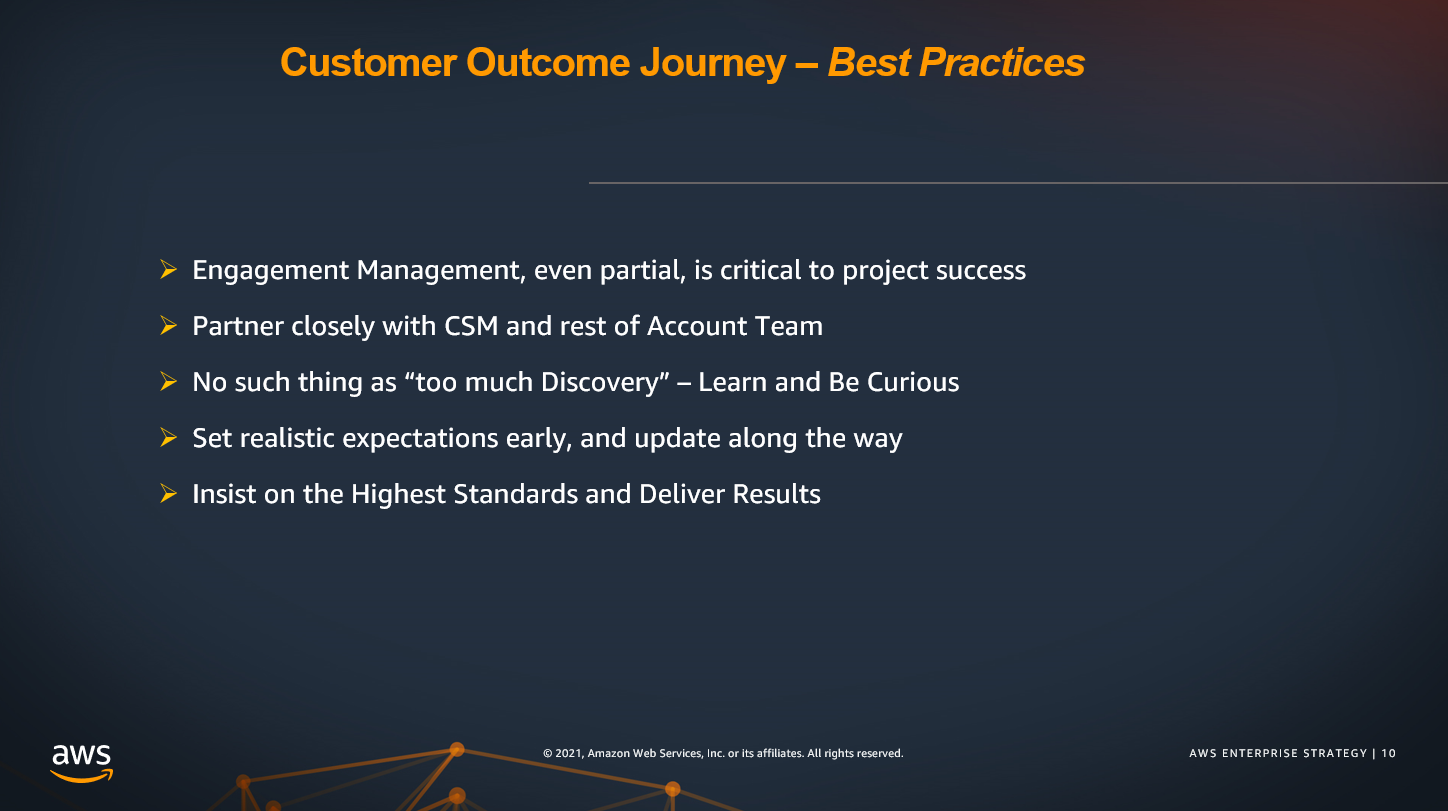 Customer Outcome Journey – Best Practices
➢ Engagement Management, even partial, is critical to project success
➢ Partner closely with CSM and rest of Account Team
➢ No such thing as “too much Discovery” – Learn and Be Curious
➢ Set realistic expectations early, and update along the way
➢ Insist on the Highest Standards and Deliver Results
aws
© 2021, Amazon Web Services, Inc. or its affiliates. All rights reserved.
AWS ENTERPRISE STRATEGY | 10